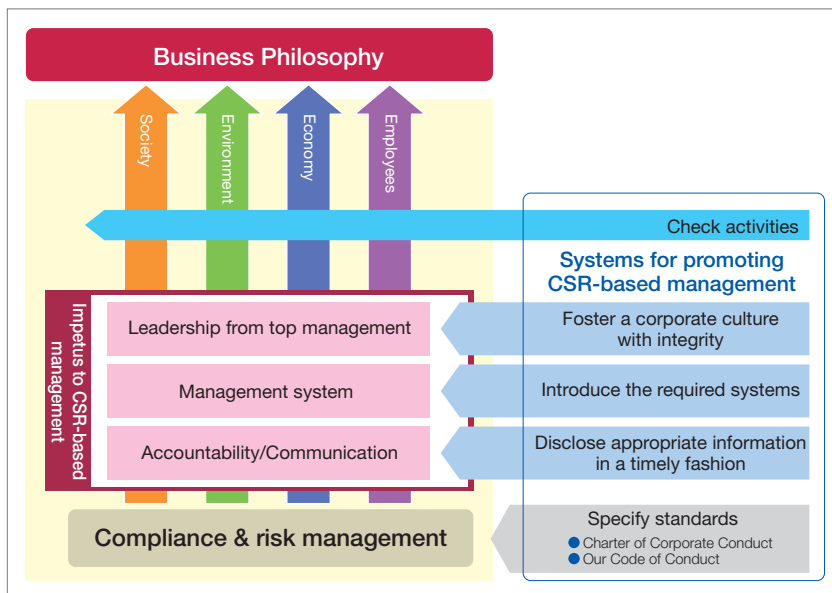 Business Philosophy
Society
Environment
Economy
Employees
Check activities
Systems for promoting
CSR-based management
Impetus to CSR-based
management
Leadership from top management
Foster a corporate culture
with integrity
Management system
Introduce the required systems
Accountability/Communication
Disclose appropriate information
in a timely fashion
Compliance & risk management
Specify standards
● Charter of Corporate Conduct
● Our Code of Conduct